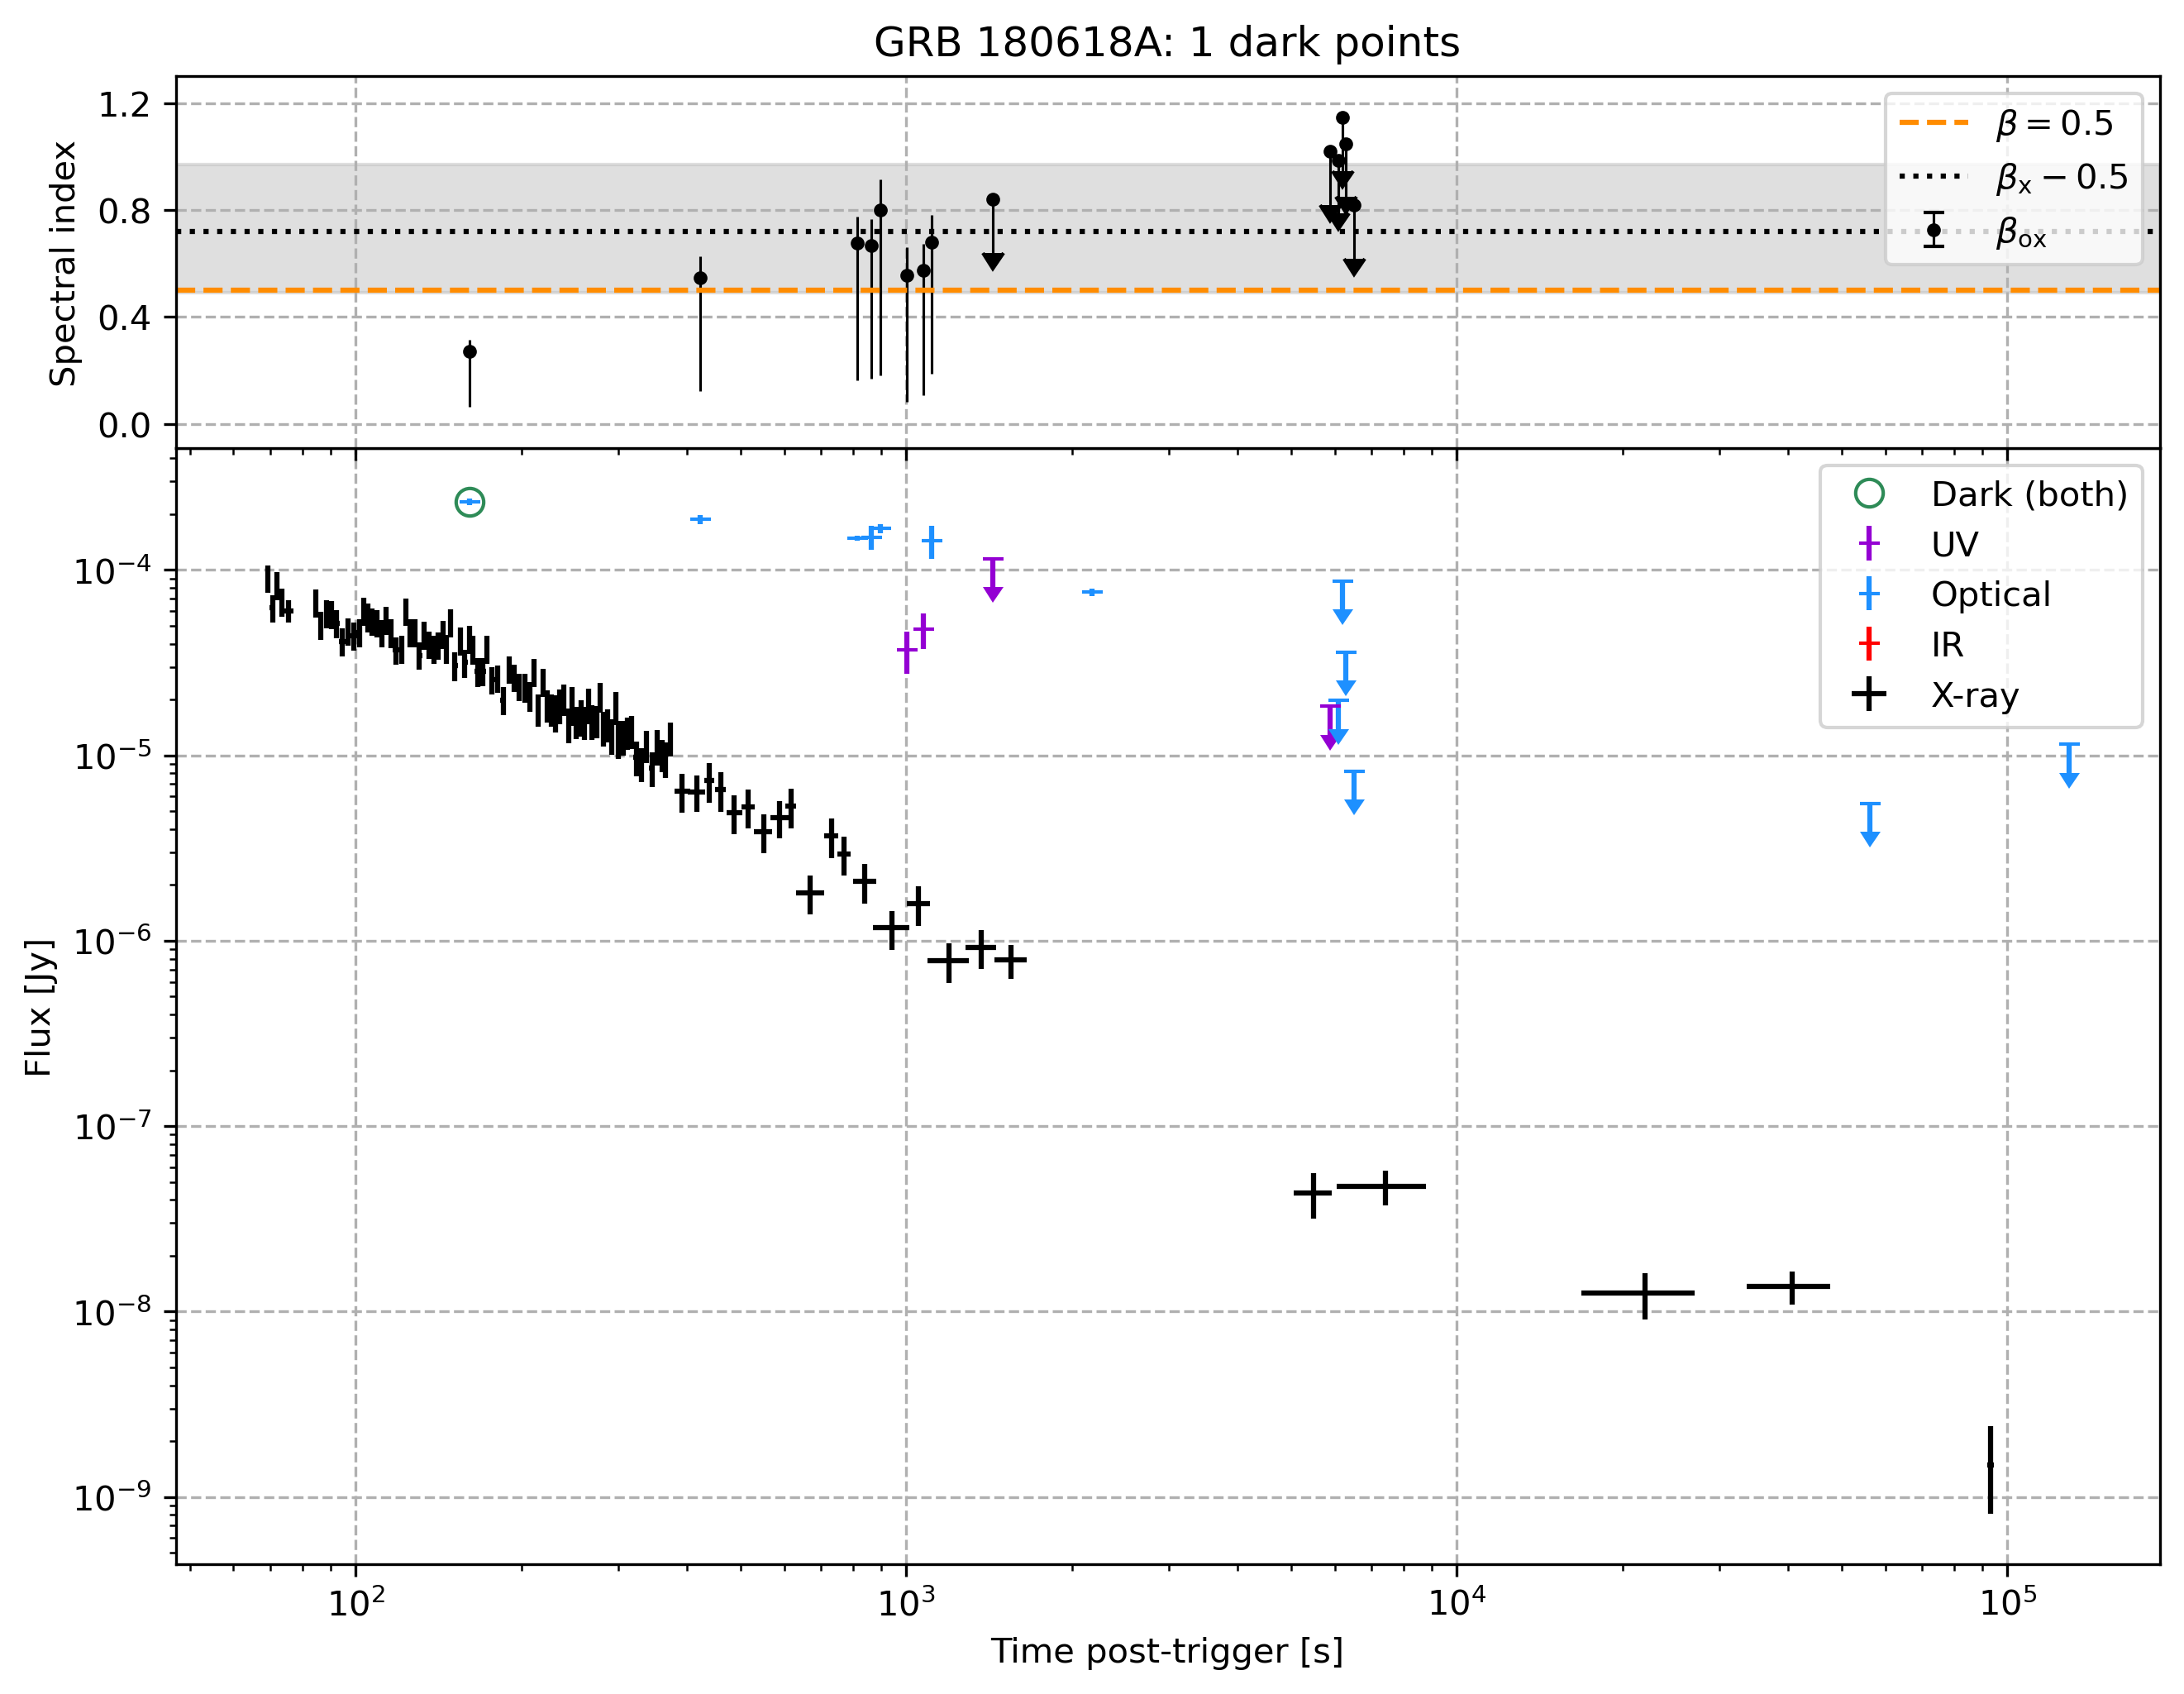 GRB 180618A: 1 dark points
Spectral index
1.2
0.8
0.4
0.0
β = 0.5
βₓ − 0.5
βₒₓ
Flux [Jy]
10⁻⁴
10⁻⁵
10⁻⁶
10⁻⁷
10⁻⁸
10⁻⁹
Dark (both)
UV
Optical
IR
X-ray
10² 10³ 10⁴ 10⁵
Time post-trigger [s]